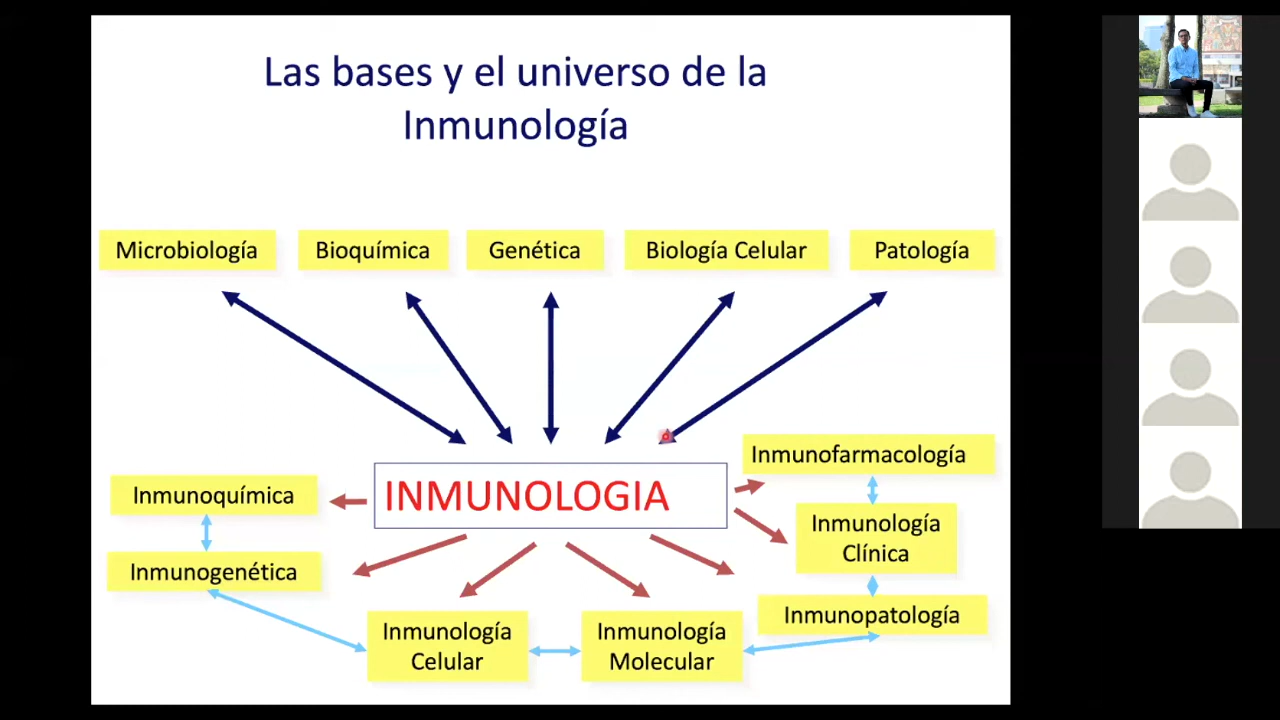 Las bases y el universo de la
Inmunología
Microbiología
Bioquímica
Genética
Biología Celular
Patología
INMUNOLOGIA
Inmunoquímica
Inmunogenética
Inmunología
Celular
Inmunología
Molecular
Inmunofarmacología
Inmunología
Clínica
Inmunopatología